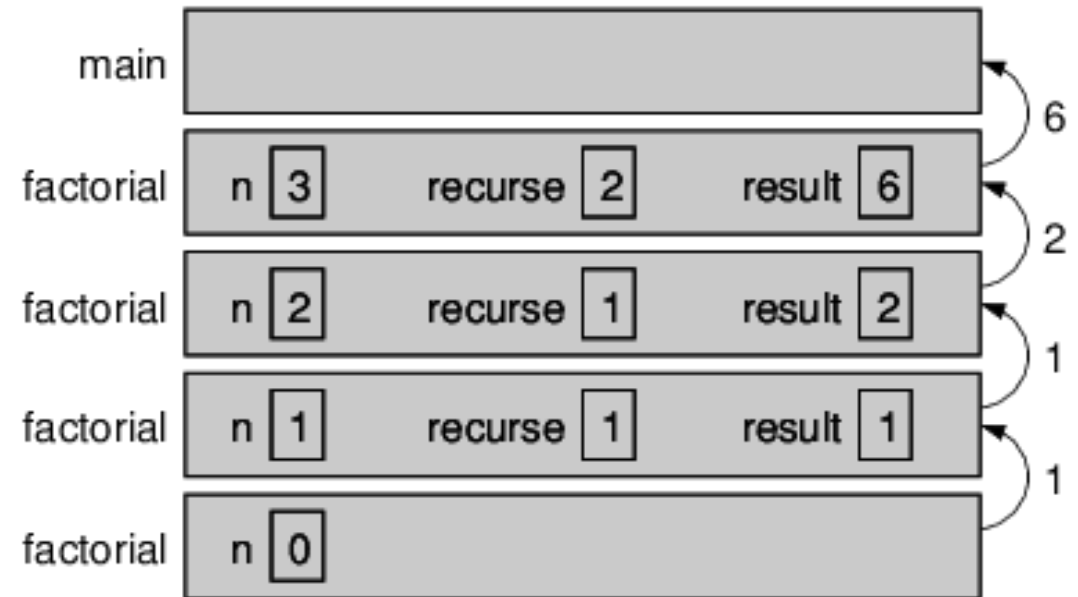 main
6
factorial n 3 recurse 2 result 6
2
factorial n 2 recurse 1 result 2
1
factorial n 1 recurse 1 result 1
1
factorial n 0